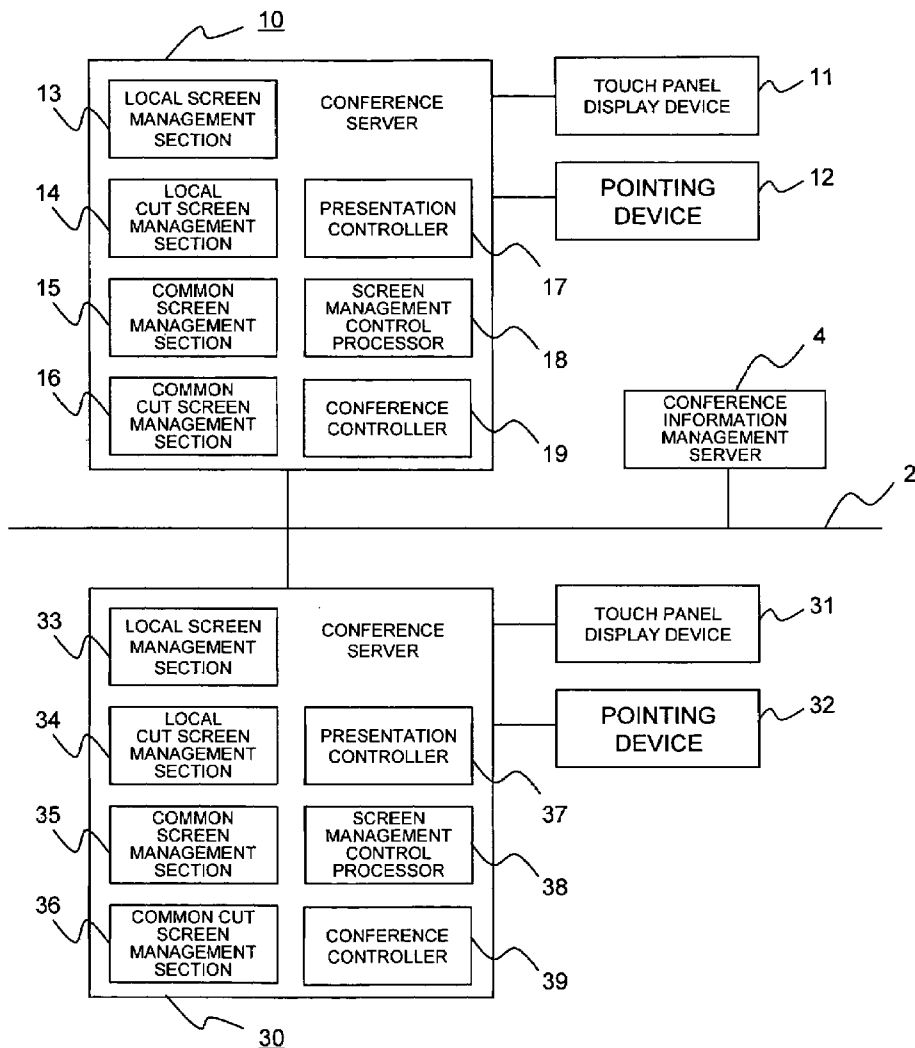 10
13
LOCAL SCREEN
MANAGEMENT
SECTION
CONFERENCE
SERVER
TOUCH PANEL
DISPLAY DEVICE
11
14
LOCAL
CUT SCREEN
MANAGEMENT
SECTION
PRESENTATION
CONTROLLER
17
POINTING
DEVICE
12
15
COMMON
SCREEN
MANAGEMENT
SECTION
SCREEN
MANAGEMENT
CONTROL
PROCESSOR
18
16
COMMON
CUT SCREEN
MANAGEMENT
SECTION
CONFERENCE
CONTROLLER
19
4
CONFERENCE
INFORMATION
MANAGEMENT
SERVER
2
33
LOCAL SCREEN
MANAGEMENT
SECTION
CONFERENCE
SERVER
TOUCH PANEL
DISPLAY DEVICE
31
34
LOCAL
CUT SCREEN
MANAGEMENT
SECTION
PRESENTATION
CONTROLLER
37
POINTING
DEVICE
32
35
COMMON
SCREEN
MANAGEMENT
SECTION
SCREEN
MANAGEMENT
CONTROL
PROCESSOR
38
36
COMMON CUT
SCREEN
MANAGEMENT
SECTION
CONFERENCE
CONTROLLER
39
30